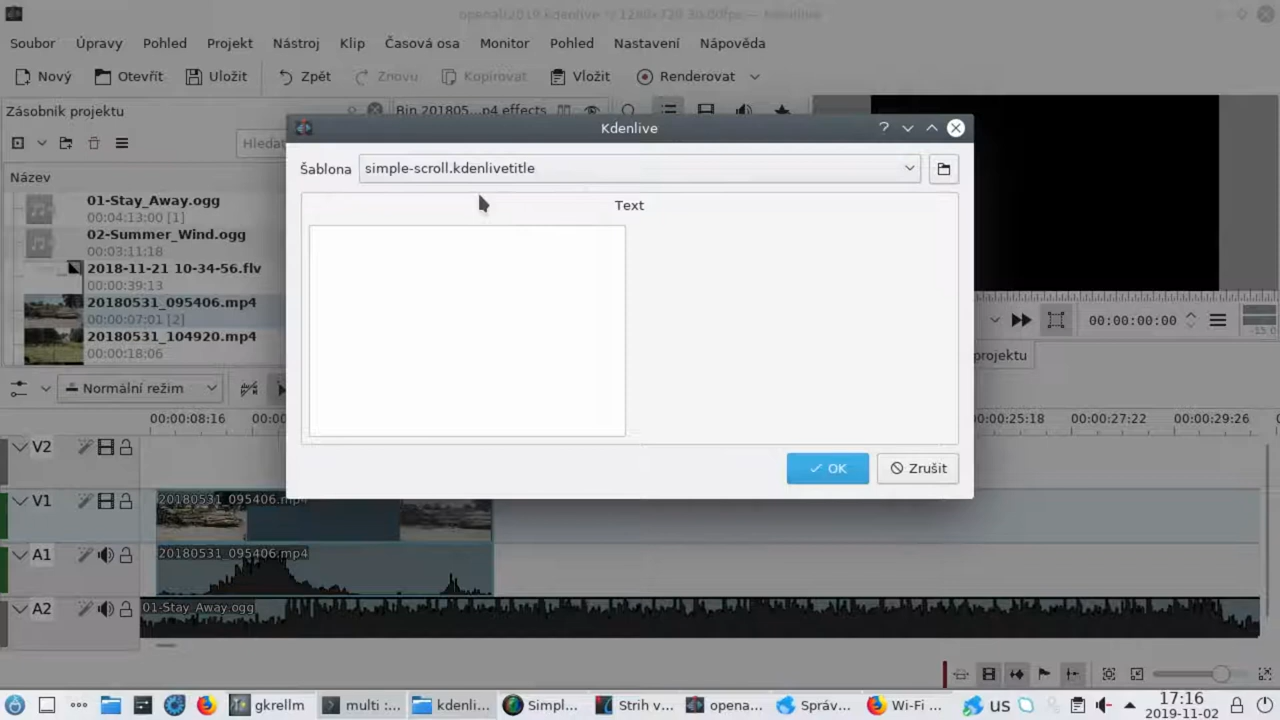 openalt2019.kdenlive • 1280x720 30.00fps — Kdenlive
Soubor Úpravy Pohled Projekt Nástroj Klip Časová osa Monitor Pohled Nastavení Nápověda
Nový Otevřít Uložit Zpět Znovu Kopírovat Vložit Renderovat
Zásobník projektu
Bin 201805...p4 effects
Kdenlive
Hledat
Šablona simple-scroll.kdenlivetitle
Název
Text
01-Stay_Away.ogg
00:04:13:00 [1]
02-Summer_Wind.ogg
00:03:11:18
2018-11-21 10-34-56.flv
00:00:39:13
20180531_095406.mp4
00:00:07:01 [2]
20180531_104920.mp4
00:00:18:06
00:00:00:00
-15.0
projektu
Normální režim
00:00:08:16 00:00 00:00:25:18 00:00:27:22 00:00:29:26
OK Zrušit
V2
V1
20180531_095406.mp4
A1
20180531_095406.mp4
A2
01-Stay_Away.ogg
gkrellm multi :... kdenli... Simpl... Strih v... opena... Správ... Wi-Fi ... us 17:16
2019-11-02